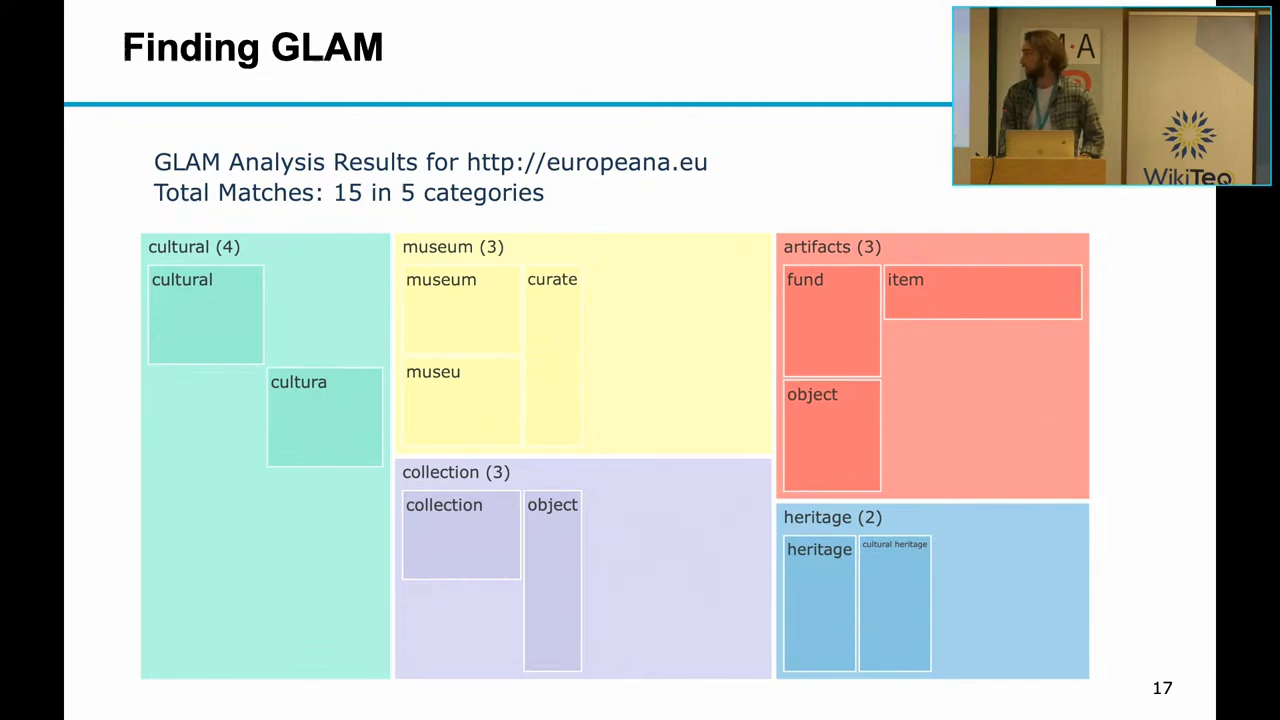 Finding GLAM
GLAM Analysis Results for http://europeana.eu
Total Matches: 15 in 5 categories
cultural (4)
cultural
cultura
museum (3)
museum
curate
museu
collection (3)
collection
object
artifacts (3)
fund
item
object
heritage (2)
heritage
cultural heritage
17
WikiTeq